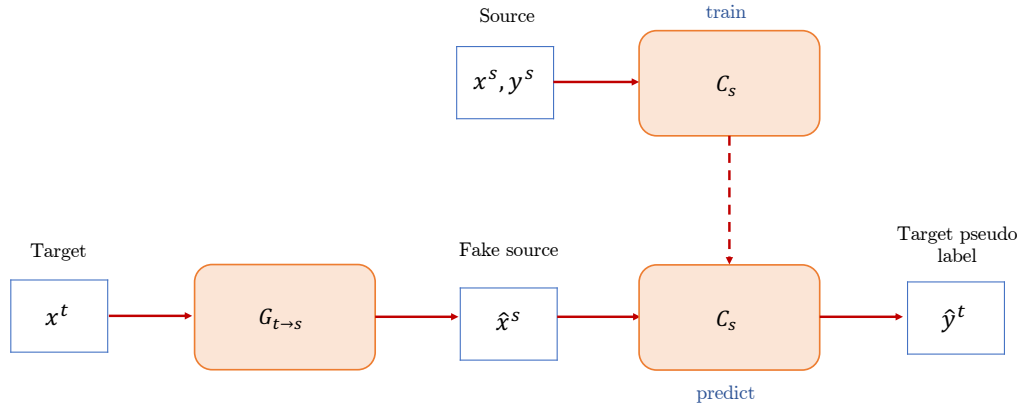 Source
train
x^s, y^s
C_s
Target
Fake source
Target pseudo
label
x^t
G_{t→s}
x̂^s
C_s
ŷ^t
predict